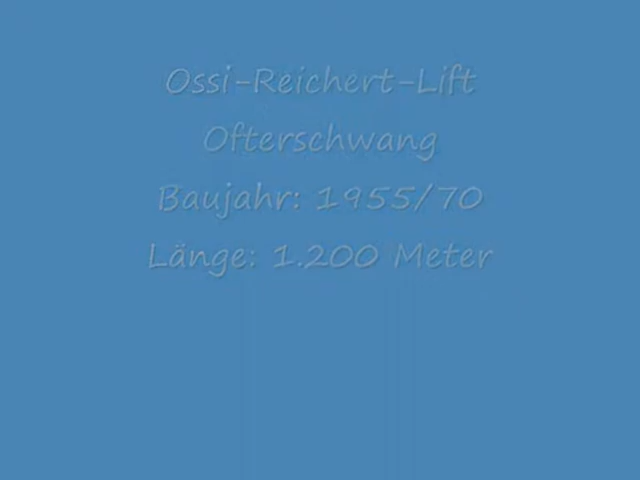 Ossi-Reichert-Lift
Ofterschwang
Baujahr: 1955/70
Länge: 1.200 Meter